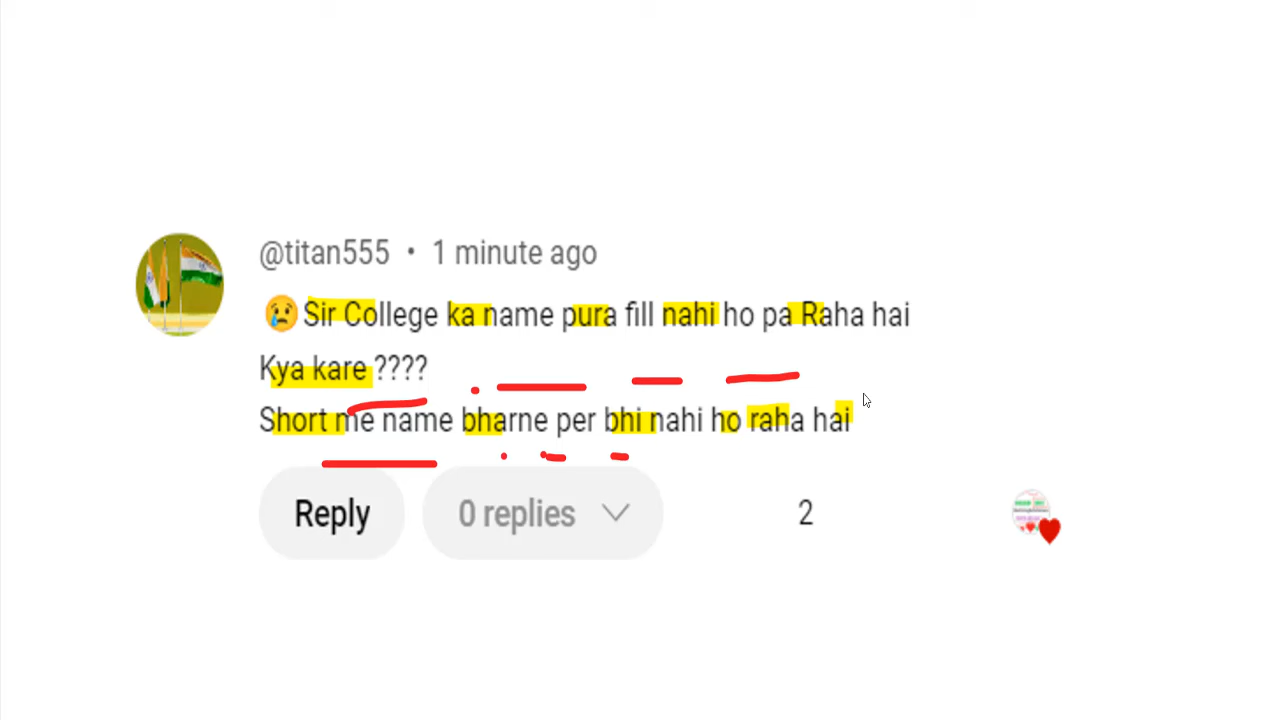 @titan555 • 1 minute ago
😢Sir College ka name pura fill nahi ho pa Raha hai
Kya kare ????
Short me name bharne per bhi nahi ho raha hai
Reply 0 replies 2